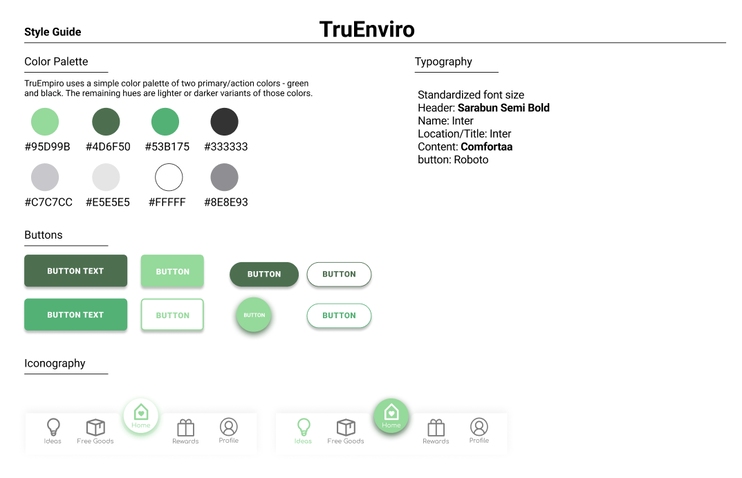 Style Guide
TruEnviro
Color Palette
TruEmpiro uses a simple color palette of two primary/action colors - green
and black. The remaining hues are lighter or darker variants of those colors.
#95D99B #4D6F50 #53B175 #333333
#C7C7CC #E5E5E5 #FFFFF #8E8E93
Typography
Standardized font size
Header: Sarabun Semi Bold
Name: Inter
Location/Title: Inter
Content: Comfortaa
button: Roboto
Buttons
BUTTON TEXT BUTTON BUTTON BUTTON
BUTTON TEXT BUTTON BUTTON BUTTON
Iconography
Ideas Free Goods Home Rewards Profile
Ideas Free Goods Home Rewards Profile